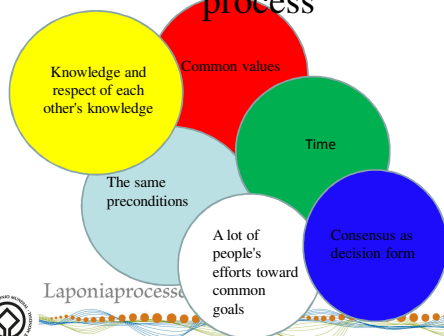 process
Common values
Knowledge and
respect of each
other's knowledge
Time
The same
preconditions
A lot of
people's
efforts toward
common
goals
Consensus as
decision form
Laponiaprocesse